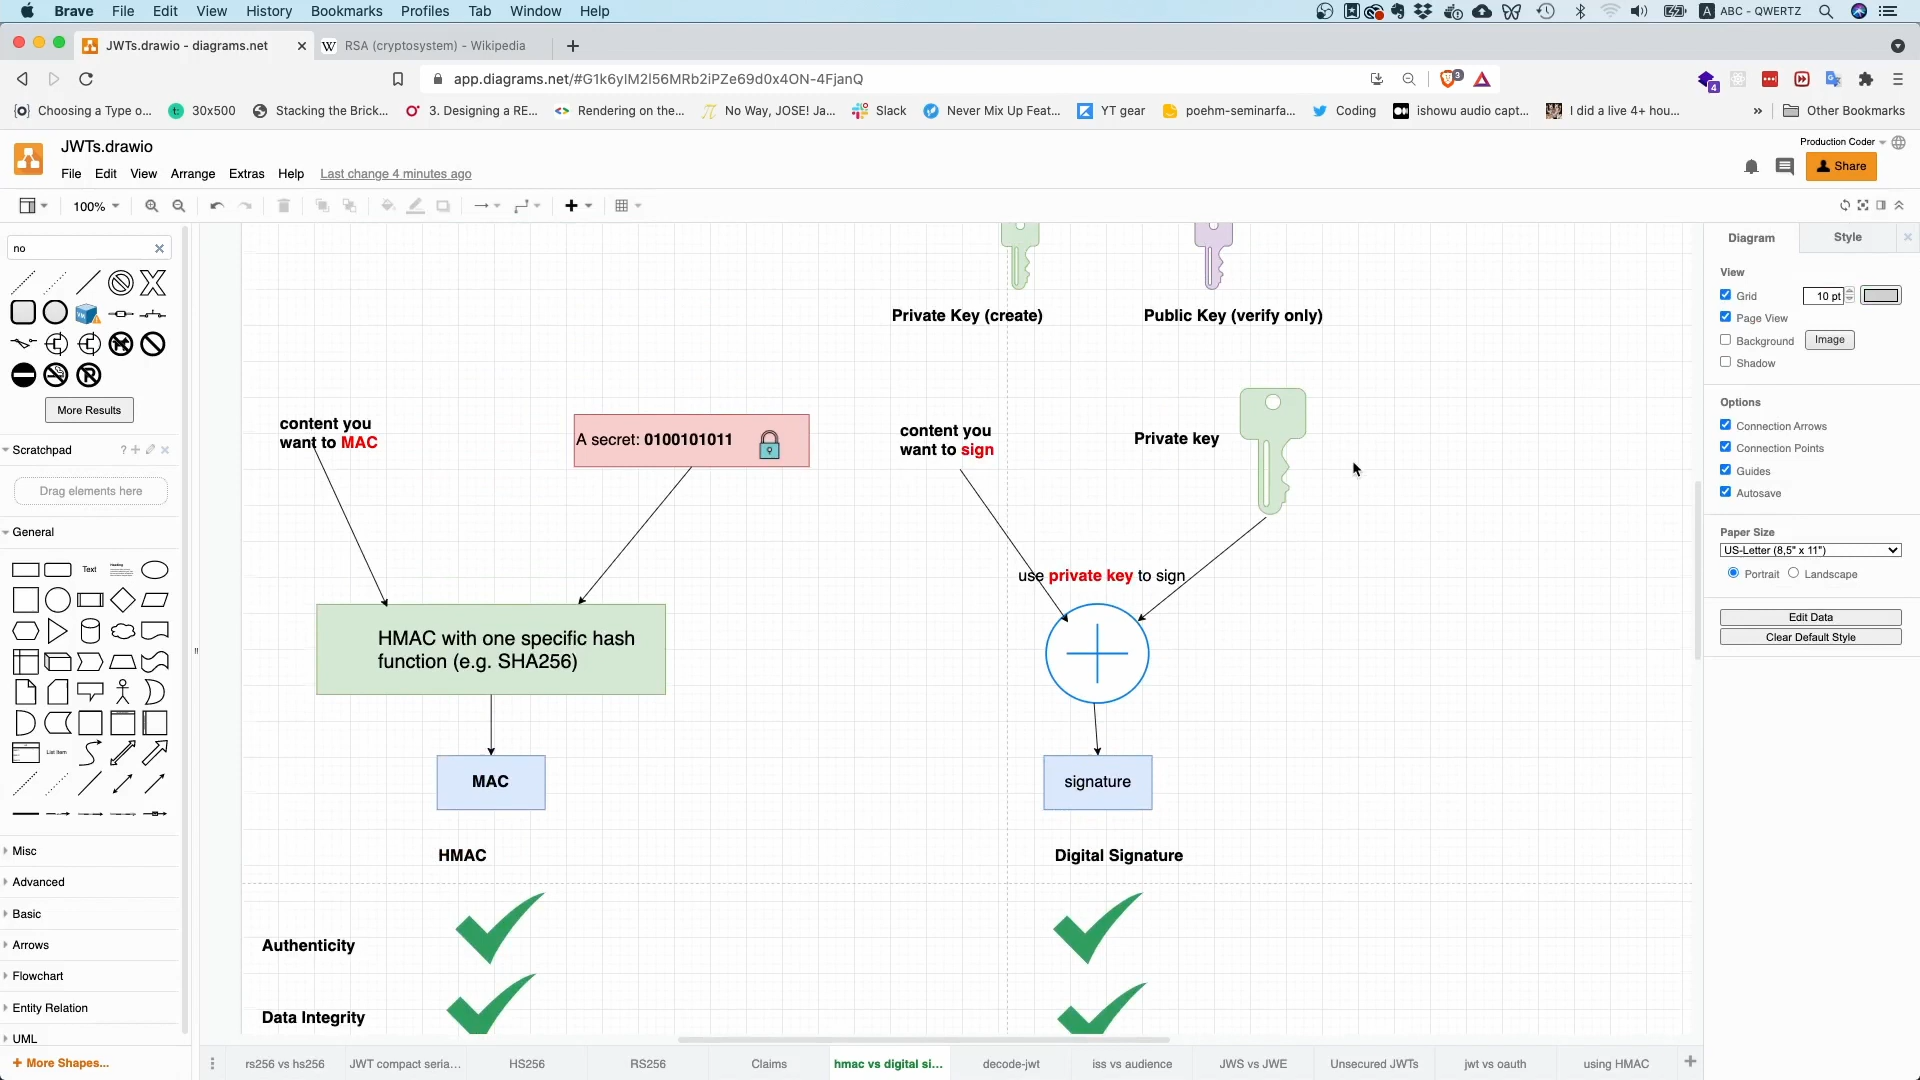 Brave File Edit View History Bookmarks Profiles Tab Window Help
A ABC - QWERTZ
JWTs.drawio - diagrams.net
W RSA (cryptosystem) - Wikipedia
app.diagrams.net/#G1k6ylM2l56MRb2iPZe69d0x4ON-4FjanQ
3
4
Choosing a Type o...
30x500
Stacking the Brick...
3. Designing a RE...
Rendering on the...
No Way, JOSE! Ja...
Slack
Never Mix Up Feat...
YT gear
poehm-seminarfa...
Coding
ishowu audio capt...
I did a live 4+ hou...
»
Other Bookmarks
JWTs.drawio
Production Coder
File Edit View Arrange Extras Help Last change 4 minutes ago
Share
100%
no
More Results
Scratchpad
?
Drag elements here
General
Text
Heading
List Item
Misc
Advanced
Basic
Arrows
Flowchart
Entity Relation
UML
+ More Shapes...
Private Key (create)
Public Key (verify only)
content you
want to MAC
A secret: 0100101011
content you
want to sign
Private key
use private key to sign
HMAC with one specific hash
function (e.g. SHA256)
MAC
signature
HMAC
Digital Signature
Authenticity
Data Integrity
Diagram
Style
View
Grid
10 pt
Page View
Background
Image
Shadow
Options
Connection Arrows
Connection Points
Guides
Autosave
Paper Size
US-Letter (8,5" x 11")
Portrait
Landscape
Edit Data
Clear Default Style
rs256 vs hs256
JWT compact seria...
HS256
RS256
Claims
hmac vs digital si...
decode-jwt
iss vs audience
JWS vs JWE
Unsecured JWTs
jwt vs oauth
using HMAC